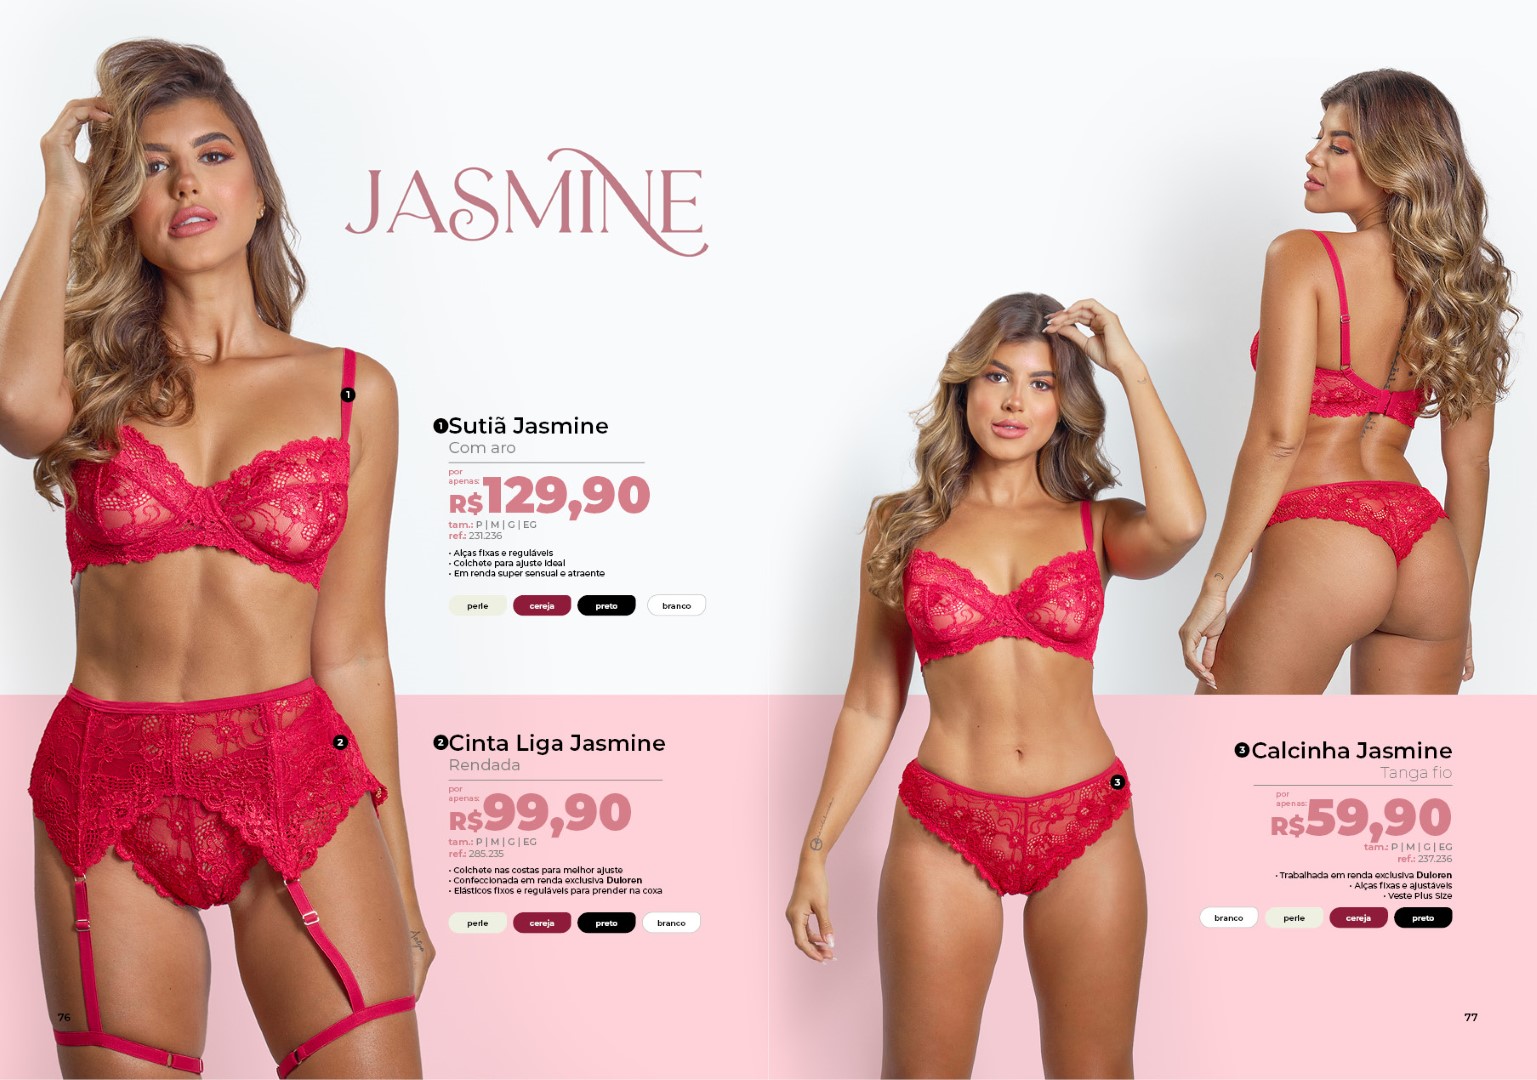 JASMINE
1
1 Sutiã Jasmine
Com aro
por
apenas:
R$129,90
tam.: P | M | G | EG
ref.: 231.236
• Alças fixas e reguláveis
• Colchete para ajuste ideal
• Em renda super sensual e atraente
perle cereja preto branco
2
2 Cinta Liga Jasmine
Rendada
por
apenas:
R$99,90
tam.: P | M | G | EG
ref.: 285.235
• Colchete nas costas para melhor ajuste
• Confeccionada em renda exclusiva Duloren
• Elásticos fixos e reguláveis para prender na coxa
perle cereja preto branco
76
3
3 Calcinha Jasmine
Tanga fio
por
apenas:
R$59,90
tam.: P | M | G | EG
ref.: 237.236
• Trabalhada em renda exclusiva Duloren
• Alças fixas e ajustáveis
• Veste Plus Size
branco perle cereja preto
77